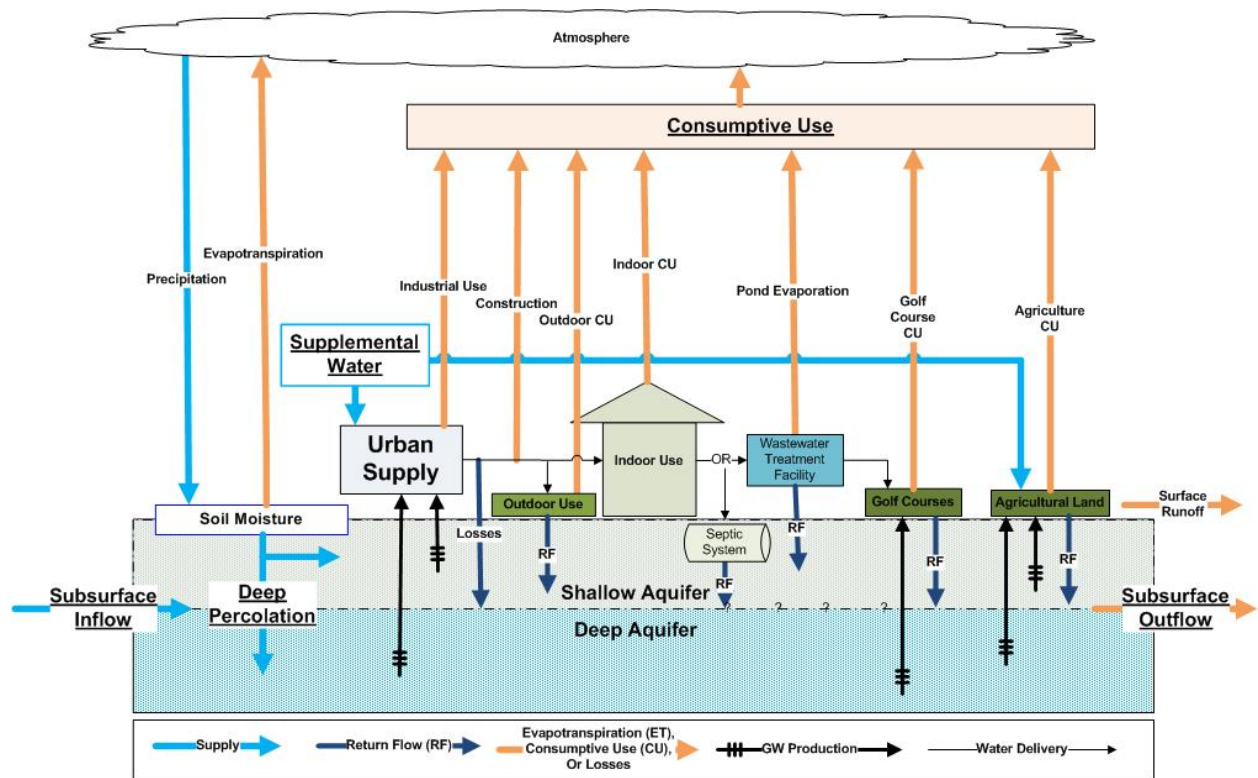 Atmosphere
Consumptive Use
Evapotranspiration
Precipitation
Industrial Use
Construction
Outdoor CU
Indoor CU
Pond Evaporation
Golf
Course
CU
Agriculture
CU
Supplemental
Water
Urban
Supply
Indoor Use
OR
Wastewater
Treatment
Facility
Outdoor Use
Golf Courses
Agricultural Land
Surface
Runoff
Soil Moisture
Losses
RF
Septic
System
RF
RF
RF
RF
Shallow Aquifer
Subsurface
Inflow
Deep
Percolation
? ? ? ?
Deep Aquifer
Subsurface
Outflow
Supply
Return Flow (RF)
Evapotranspiration (ET),
Consumptive Use (CU),
Or Losses
GW Production
Water Delivery